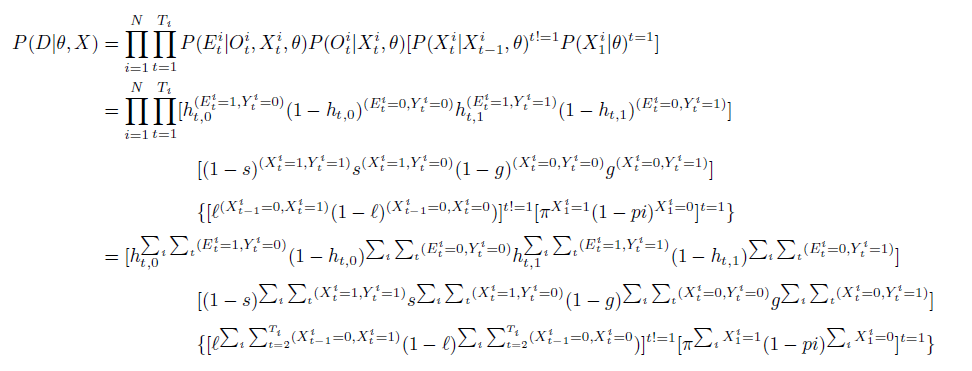 P(D|θ, X) = ∏_{i=1}^{N} ∏_{t=1}^{T_i} P(E_t^i|O_t^i, X_t^i, θ)P(O_t^i|X_t^i, θ)[P(X_t^i|X_{t-1}^i, θ)^{t!=1}P(X_1^i|θ)^{t=1}]
= ∏_{i=1}^{N} ∏_{t=1}^{T_i} [h_{t,0}^{(E_t^i=1,Y_t^i=0)}(1 − h_{t,0})^{(E_t^i=0,Y_t^i=0)}h_{t,1}^{(E_t^i=1,Y_t^i=1)}(1 − h_{t,1})^{(E_t^i=0,Y_t^i=1)}]
[(1 − s)^{(X_t^i=1,Y_t^i=1)}s^{(X_t^i=1,Y_t^i=0)}(1 − g)^{(X_t^i=0,Y_t^i=0)}g^{(X_t^i=0,Y_t^i=1)}]
{[ℓ^{(X_{t-1}^i=0,X_t^i=1)}(1 − ℓ)^{(X_{t-1}^i=0,X_t^i=0)}]^{t!=1}[π^{X_1^i=1}(1 − pi)^{X_1^i=0}]^{t=1}}
= [h_{t,0}^{∑_i ∑_t(E_t^i=1,Y_t^i=0)}(1 − h_{t,0})^{∑_i ∑_t(E_t^i=0,Y_t^i=0)}h_{t,1}^{∑_i ∑_t(E_t^i=1,Y_t^i=1)}(1 − h_{t,1})^{∑_i ∑_t(E_t^i=0,Y_t^i=1)}]
[(1 − s)^{∑_i ∑_t(X_t^i=1,Y_t^i=1)}s^{∑_i ∑_t(X_t^i=1,Y_t^i=0)}(1 − g)^{∑_i ∑_t(X_t^i=0,Y_t^i=0)}g^{∑_i ∑_t(X_t^i=0,Y_t^i=1)}]
{[ℓ^{∑_i ∑_{t=2}^{T_i}(X_{t-1}^i=0,X_t^i=1)}(1 − ℓ)^{∑_i ∑_{t=2}^{T_i}(X_{t-1}^i=0,X_t^i=0)}]^{t!=1}[π^{∑_i X_1^i=1}(1 − pi)^{∑_i X_1^i=0}]^{t=1}}